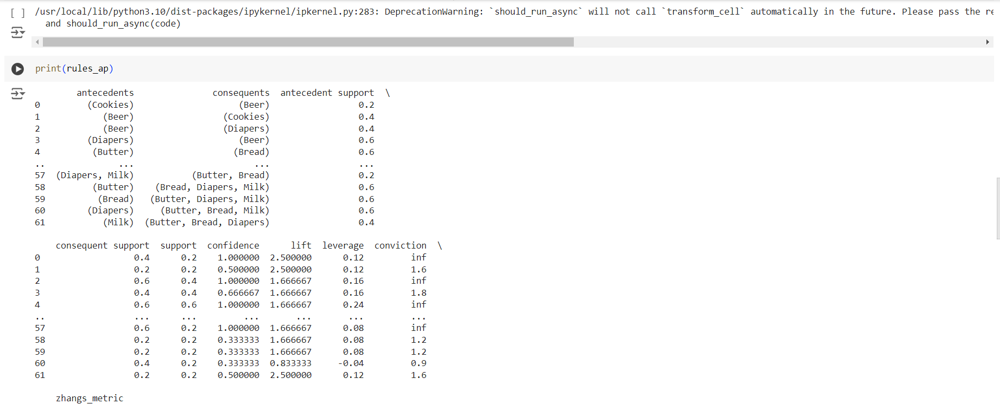 [ ] /usr/local/lib/python3.10/dist-packages/ipykernel/ipkernel.py:283: DeprecationWarning: `should_run_async` will not call `transform_cell` automatically in the future. Please pass the re
and should_run_async(code)
print(rules_ap)
antecedents consequents antecedent support \
0 (Cookies) (Beer) 0.2
1 (Beer) (Cookies) 0.4
2 (Beer) (Diapers) 0.4
3 (Diapers) (Beer) 0.6
4 (Butter) (Bread) 0.6
.. ... ... ...
57 (Diapers, Milk) (Butter, Bread) 0.2
58 (Butter) (Bread, Diapers, Milk) 0.6
59 (Bread) (Butter, Diapers, Milk) 0.6
60 (Diapers) (Butter, Bread, Milk) 0.6
61 (Milk) (Butter, Bread, Diapers) 0.4
consequent support support confidence lift leverage conviction \
0 0.4 0.2 1.000000 2.500000 0.12 inf
1 0.2 0.2 0.500000 2.500000 0.12 1.6
2 0.6 0.4 1.000000 1.666667 0.16 inf
3 0.4 0.4 0.666667 1.666667 0.16 1.8
4 0.6 0.6 1.000000 1.666667 0.24 inf
.. ... ... ... ... ... ...
57 0.6 0.2 1.000000 1.666667 0.08 inf
58 0.2 0.2 0.333333 1.666667 0.08 1.2
59 0.2 0.2 0.333333 1.666667 0.08 1.2
60 0.4 0.2 0.333333 0.833333 -0.04 0.9
61 0.2 0.2 0.500000 2.500000 0.12 1.6
zhangs_metric